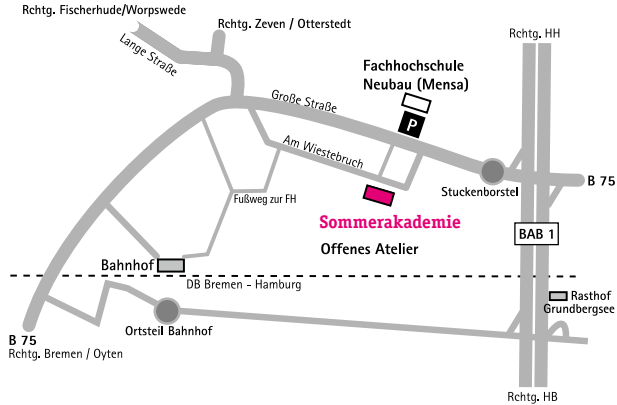 Rchtg. Fischerhude/Worpswede
Rchtg. Zeven / Otterstedt
Rchtg. HH
Lange Straße
Fachhochschule
Neubau (Mensa)
Große Straße
P
Am Wiestebruch
B 75
Stuckenborstel
Fußweg zur FH
Sommerakademie
BAB 1
Offenes Atelier
Bahnhof
DB Bremen - Hamburg
Rasthof
Grundbergsee
Ortsteil Bahnhof
B 75
Rchtg. Bremen / Oyten
Rchtg. HB